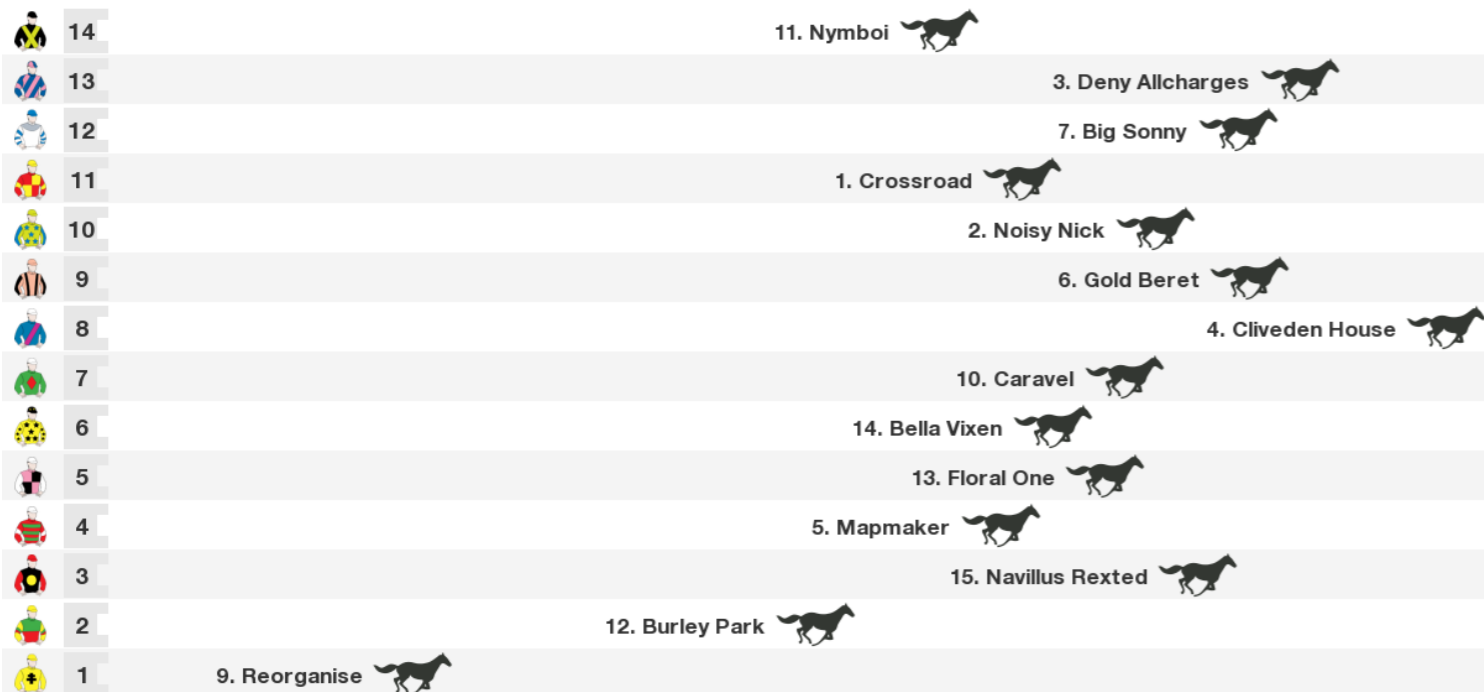 14 11. Nymboi
13 3. Deny Allcharges
12 7. Big Sonny
11 1. Crossroad
10 2. Noisy Nick
9 6. Gold Beret
8 4. Cliveden House
7 10. Caravel
6 14. Bella Vixen
5 13. Floral One
4 5. Mapmaker
3 15. Navillus Rexted
2 12. Burley Park
1 9. Reorganise